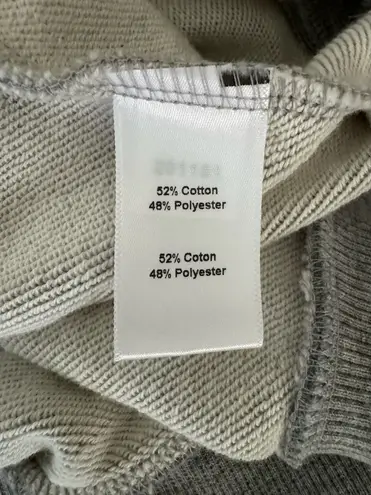 52% Cotton
48% Polyester
52% Coton
48% Polyester